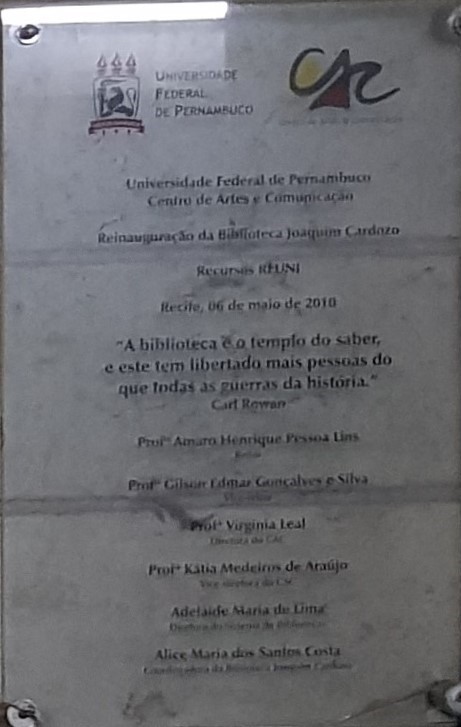 UNIVERSIDADE
FEDERAL
DE PERNAMBUCO
CAC
Universidade Federal de Pernambuco
Centro de Artes e Comunicação
Reinauguração da Biblioteca Joaquim Cardozo
Recursos REUNI
Recife, 06 de maio de 2010
"A biblioteca é o templo do saber,
e este tem libertado mais pessoas do
que todas as guerras da história."
Carl Rowan
Profº Amaro Henrique Pessoa Lins
Reitor
Profº Gilson Edmar Gonçalves e Silva
Vice-reitor
Profª Virgínia Leal
Diretora do CAC
Profª Kátia Medeiros de Araújo
Vice-diretora do CAC
Adelaide Maria de Lima
Diretora do Sistema de Bibliotecas
Alice Maria dos Santos Costa
Coordenadora da Biblioteca Joaquim Cardozo